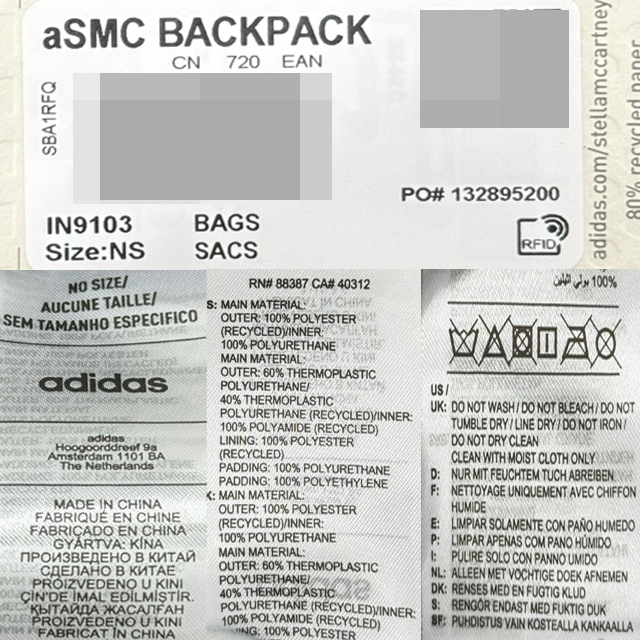 aSMC BACKPACK
CN 720 EAN
SBA1RFQ
PO# 132895200
IN9103 BAGS
Size:NS SACS
RFID
adidas.com/stellamccartney
80% recycled paper
NO SIZE/
AUCUNE TAILLE/
SEM TAMANHO ESPECIFICO
adidas
adidas
Hoogoorddreef 9a
Amsterdam 1101 BA
The Netherlands
MADE IN CHINA
FABRIQUÉ EN CHINE
FABRICADO EN CHINA
GYÁRTVA: KÍNA
ПРОИЗВЕДЕНО В КИТАЙ
СДЕЛАНО В КИТАЕ
PROIZVEDENO U KINI
ÇIN'DE İMAL EDİLMİŞTİR.
ҚЫТАЙДА ЖАСАЛҒАН
PROIZVEDENO U KINI
FABRICAT ÎN CHINA
RN# 88387 CA# 40312
S: MAIN MATERIAL:
OUTER: 100% POLYESTER
(RECYCLED)/INNER:
100% POLYURETHANE
MAIN MATERIAL:
OUTER: 60% THERMOPLASTIC
POLYURETHANE/
40% THERMOPLASTIC
POLYURETHANE (RECYCLED)/INNER:
100% POLYAMIDE (RECYCLED)
LINING: 100% POLYESTER
(RECYCLED)
PADDING: 100% POLYURETHANE
PADDING: 100% POLYETHYLENE
K: MAIN MATERIAL:
OUTER: 100% POLYESTER
(RECYCLED)/INNER:
100% POLYURETHANE
MAIN MATERIAL:
OUTER: 60% THERMOPLASTIC
POLYURETHANE/
40% THERMOPLASTIC
POLYURETHANE (RECYCLED)/INNER:
100% POLYAMIDE (RECYCLED)
NG: 100% POLYESTER
100% بولي ايثيلين
US /
UK: DO NOT WASH / DO NOT BLEACH / DO NOT
TUMBLE DRY / LINE DRY / DO NOT IRON /
DO NOT DRY CLEAN
CLEAN WITH MOIST CLOTH ONLY
D: NUR MIT FEUCHTEM TUCH ABREIBEN
F: NETTOYAGE UNIQUEMENT AVEC CHIFFON
HUMIDE
E: LIMPIAR SOLAMENTE CON PAÑO HUMEDO
P: LIMPAR APENAS COM PANO HÚMIDO
I: PULIRE SOLO CON PANNO UMIDO
NL: ALLEEN MET VOCHTIGE DOEK AFNEMEN
DK: RENSES MED EN FUGTIG KLUD
S: RENGÖR ENDAST MED FUKTIG DUK
SF: PUHDISTUS VAIN KOSTEALLA KANKAALLA